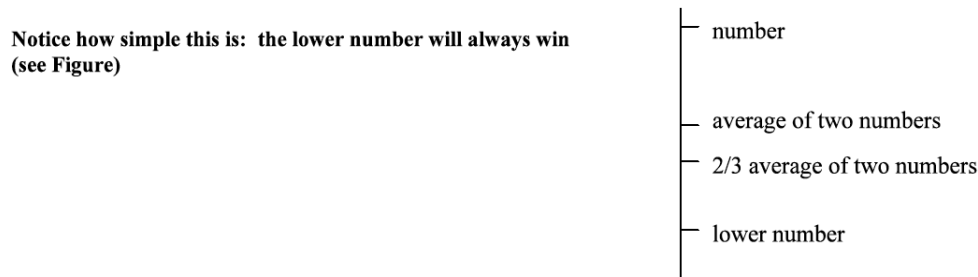 Notice how simple this is: the lower number will always win
(see Figure)
number
average of two numbers
2/3 average of two numbers
lower number